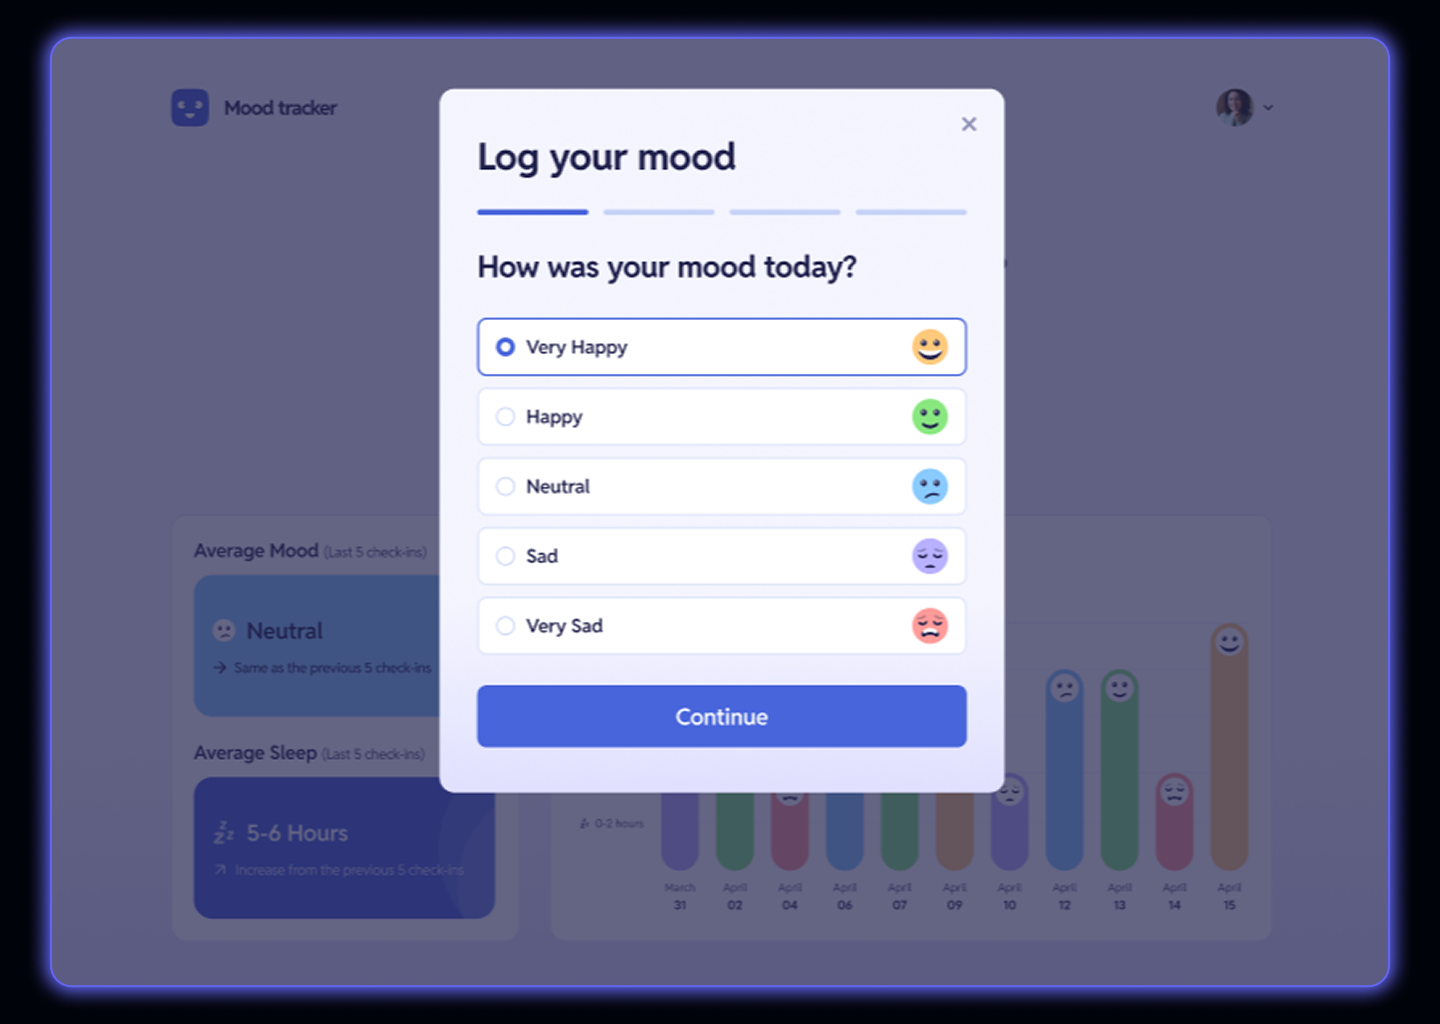 Mood tracker
Log your mood
How was your mood today?
Very Happy
Happy
Neutral
Sad
Very Sad
Continue
Average Mood (Last 5 check-ins)
Neutral
Same as the previous 5 check-ins
Average Sleep (Last 5 check-ins)
zzz 5-6 Hours
Increase from the previous 5 check-ins
0-2 hours
March 31
April 02
April 04
April 06
April 07
April 09
April 10
April 12
April 13
April 14
April 15